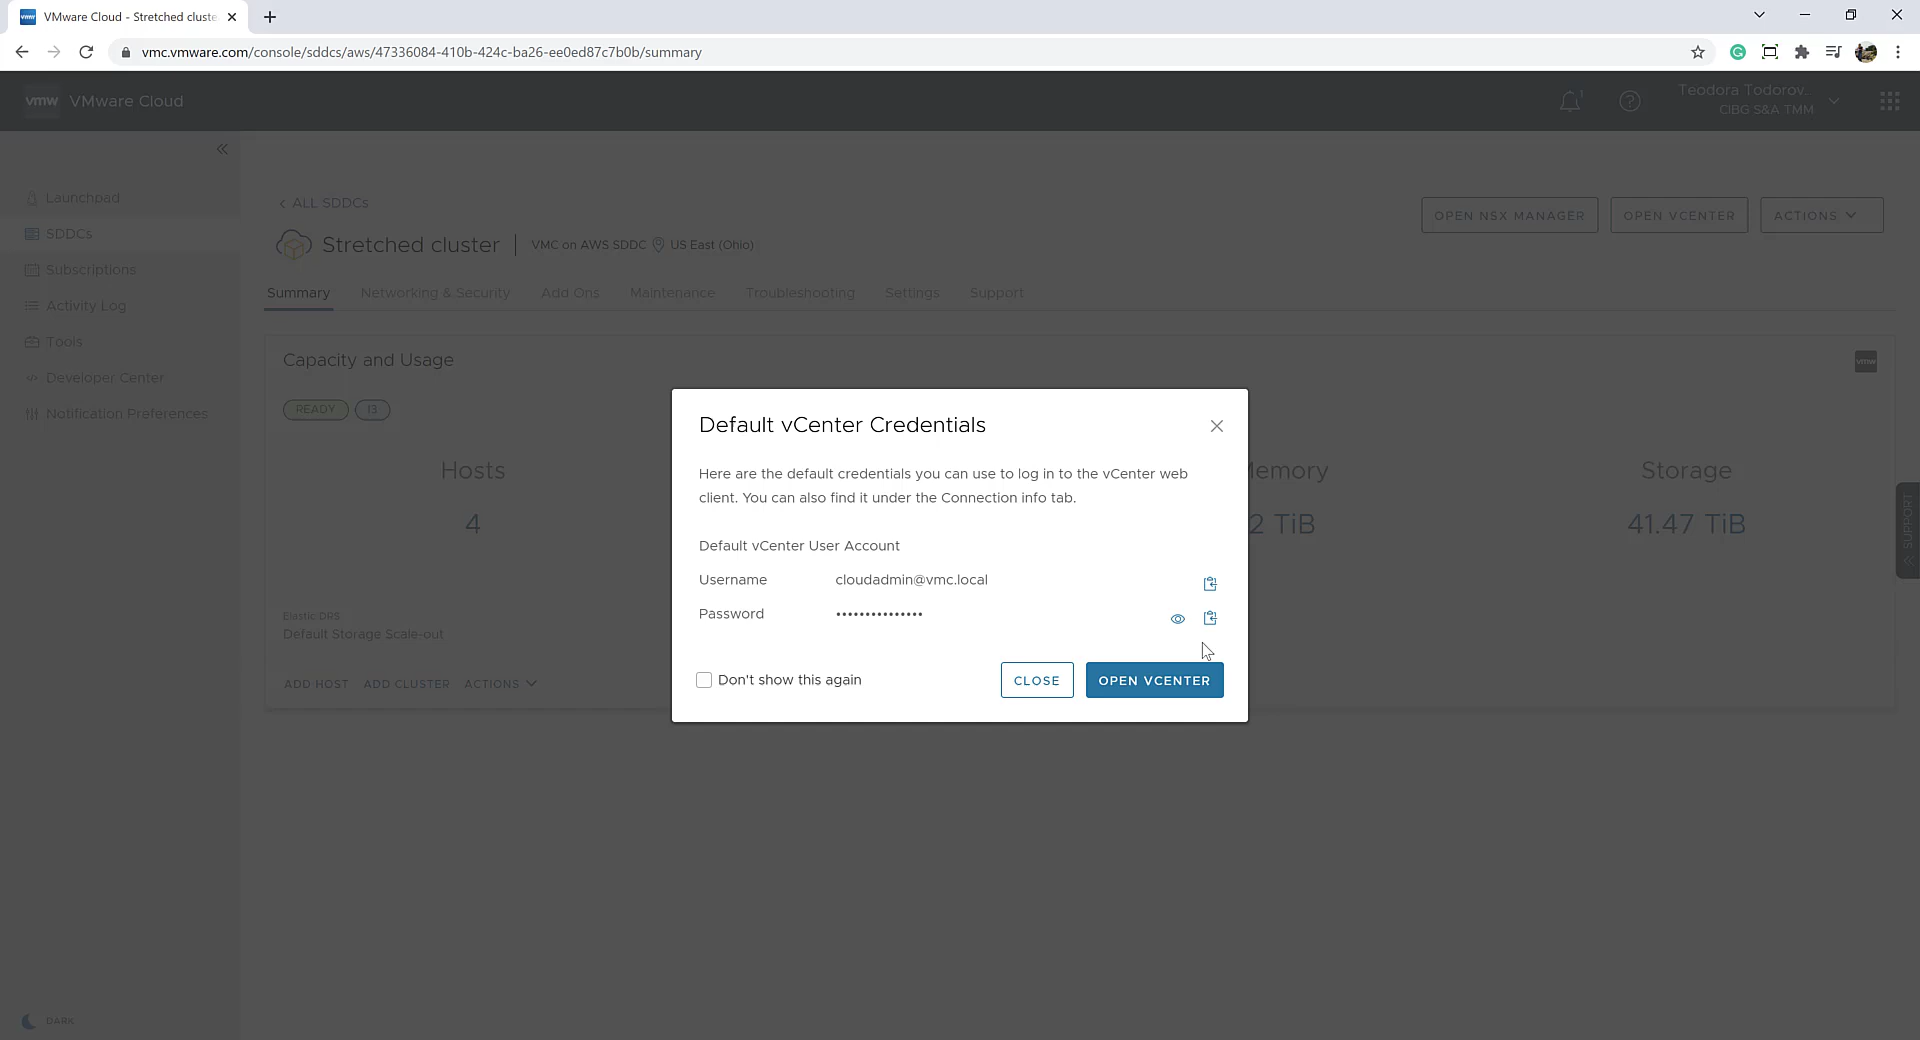 vmw VMware Cloud - Stretched cluste
vmc.vmware.com/console/sddcs/aws/47336084-410b-424c-ba26-ee0ed87c7b0b/summary
vmw VMware Cloud
1
Teodora Todorov...
CIBG S&A TMM
Launchpad
SDDCs
Subscriptions
Activity Log
Tools
Developer Center
Notification Preferences
DARK
ALL SDDCs
OPEN NSX MANAGER OPEN VCENTER ACTIONS
Stretched cluster VMC on AWS SDDC US East (Ohio)
Summary Networking & Security Add Ons Maintenance Troubleshooting Settings Support
Capacity and Usage
vmw
READY I3
Hosts
4
Memory
2 TiB
Storage
41.47 TiB
Elastic DRS
Default Storage Scale-out
ADD HOST ADD CLUSTER ACTIONS
SUPPORT
Default vCenter Credentials
Here are the default credentials you can use to log in to the vCenter web
client. You can also find it under the Connection info tab.
Default vCenter User Account
Username cloudadmin@vmc.local
Password •••••••••••••••
Don't show this again
CLOSE OPEN VCENTER